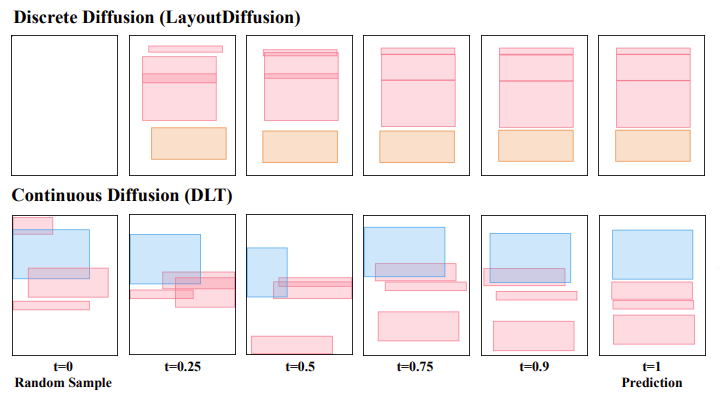 Discrete Diffusion (LayoutDiffusion)
Continuous Diffusion (DLT)
t=0 t=0.25 t=0.5 t=0.75 t=0.9 t=1
Random Sample Prediction